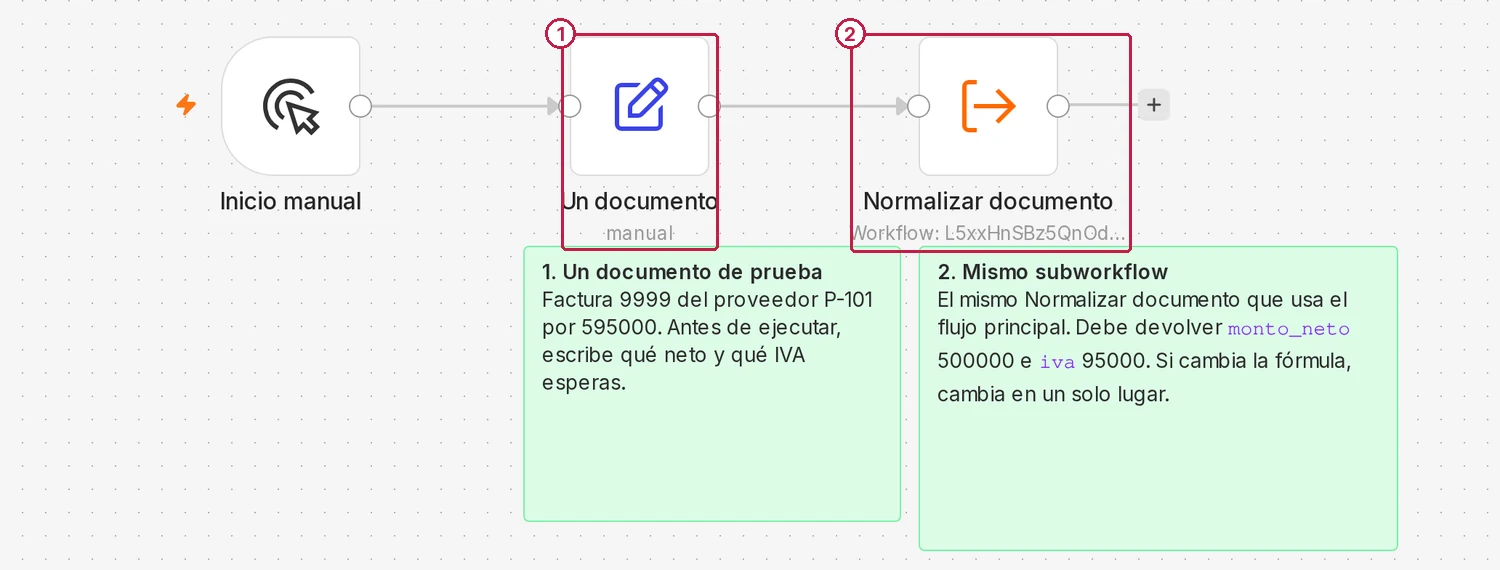 1
2
Inicio manual
Un documento
manual
Normalizar documento
Workflow: L5xxHnSBz5QnOd...
+
1. Un documento de prueba
Factura 9999 del proveedor P-101
por 595000. Antes de ejecutar,
escribe qué neto y qué IVA
esperas.
2. Mismo subworkflow
El mismo Normalizar documento que usa el
flujo principal. Debe devolver monto_neto
500000 e iva 95000. Si cambia la fórmula,
cambia en un solo lugar.